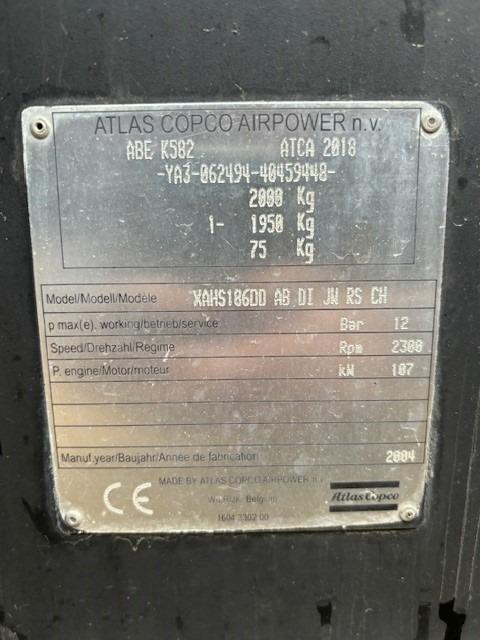 ATLAS COPCO AIRPOWER n.v.
ABE K582 ATCA 2018
-YA3-062494-40459448-
2000 Kg
1- 1950 Kg
75 Kg
Model/Modell/Modèle XAHS186DD AB DI JW RS CH
p max(e). working/betrieb/service Bar 12
Speed/Drehzahl/Regime Rpm 2300
P. engine/Motor/moteur kW 107
Manuf.year/Baujahr/Année de fabrication 2004
MADE BY ATLAS COPCO AIRPOWER n.v.
CE
Wilrijk, Belgium
Atlas Copco
1604 3302 00